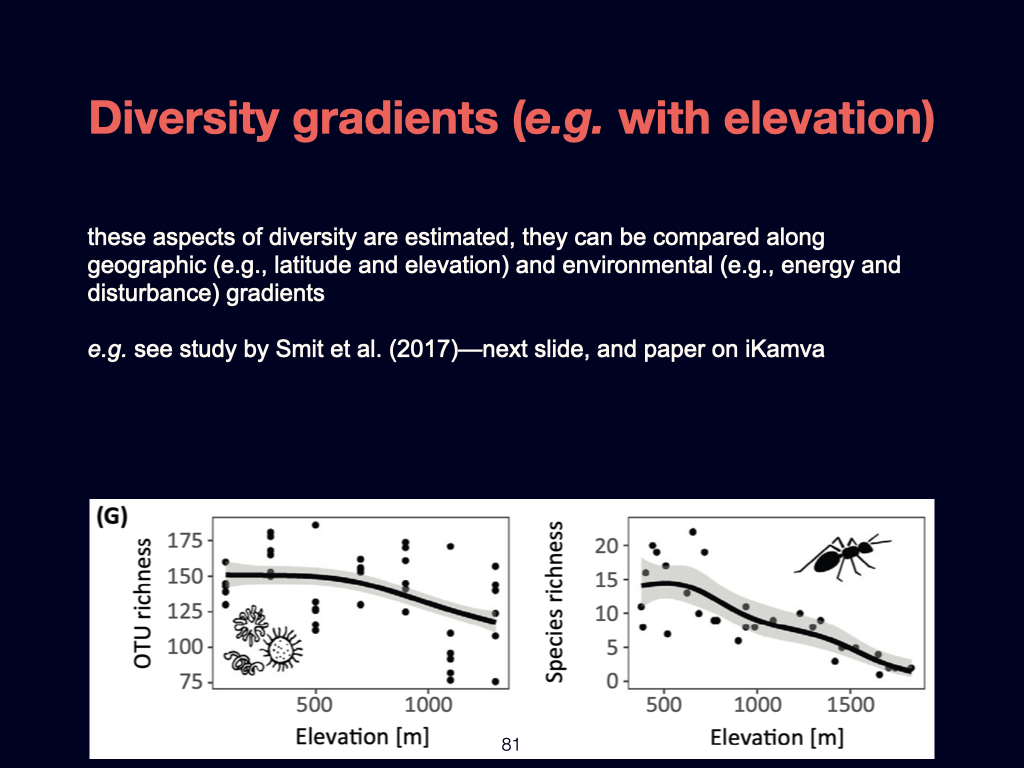 Diversity gradients (e.g. with elevation)
these aspects of diversity are estimated, they can be compared along
geographic (e.g., latitude and elevation) and environmental (e.g., energy and
disturbance) gradients
e.g. see study by Smit et al. (2017)—next slide, and paper on iKamva
(G)
OTU richness
175
150
125
100
75
500
1000
Elevation [m]
Species richness
20
15
10
5
0
500
1000
1500
Elevation [m]
81